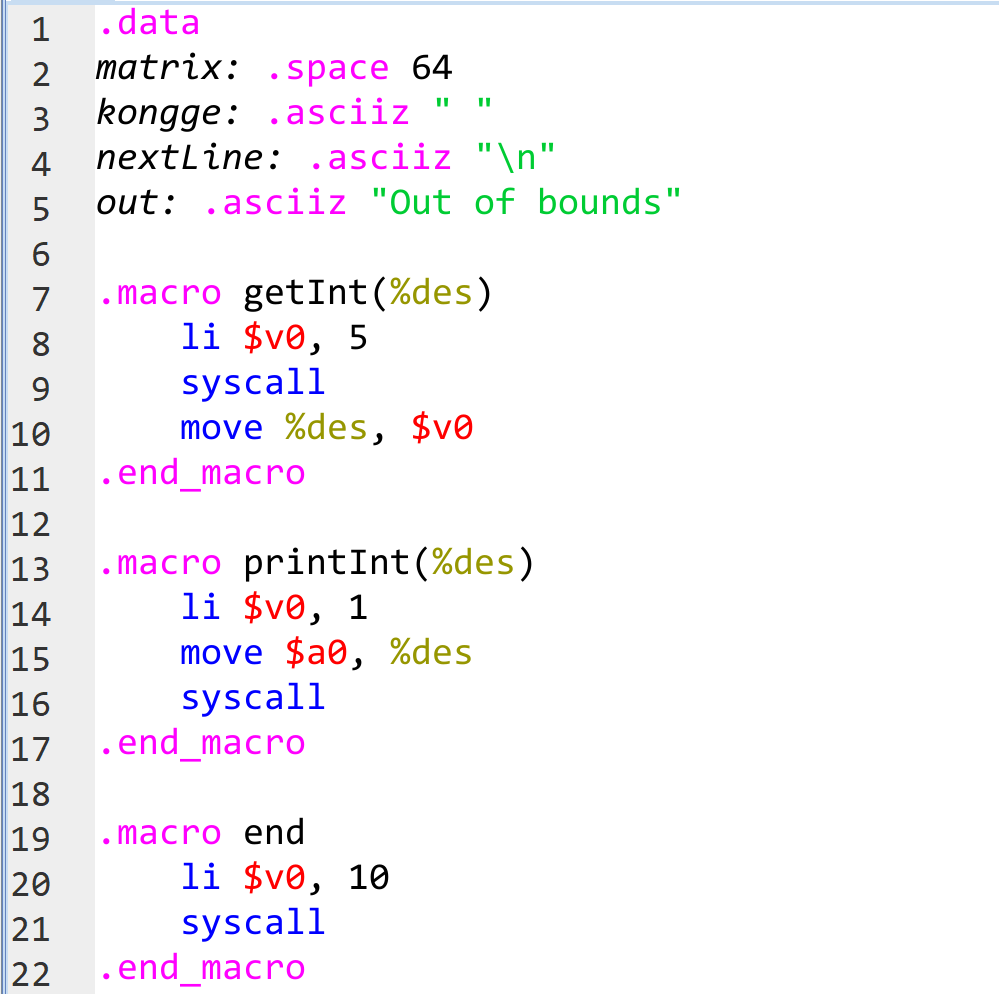 1 .data
2 matrix: .space 64
3 kongge: .asciiz " "
4 nextLine: .asciiz "\n"
5 out: .asciiz "Out of bounds"
6
7 .macro getInt(%des)
8     li $v0, 5
9     syscall
10     move %des, $v0
11 .end_macro
12
13 .macro printInt(%des)
14     li $v0, 1
15     move $a0, %des
16     syscall
17 .end_macro
18
19 .macro end
20     li $v0, 10
21     syscall
22 .end_macro